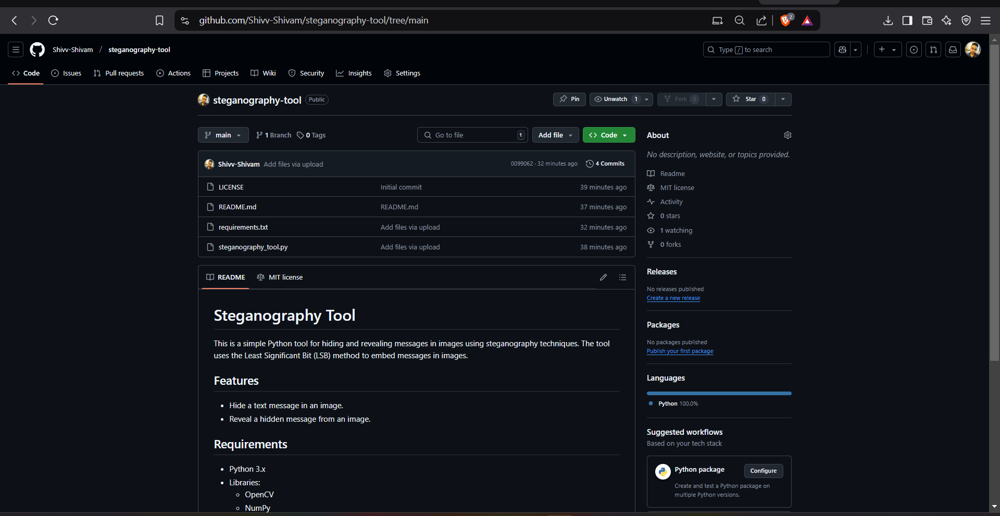 github.com/Shivv-Shivam/steganography-tool/tree/main
2
Shivv-Shivam / steganography-tool
Type / to search
Code
Issues
Pull requests
Actions
Projects
Wiki
Security
Insights
Settings
steganography-tool Public
Pin
Unwatch 1
Fork 0
Star 0
main
1 Branch
0 Tags
Go to file
t
Add file
Code
Shivv-Shivam Add files via upload
0099062 · 32 minutes ago
4 Commits
LICENSE Initial commit 39 minutes ago
README.md README.md 37 minutes ago
requirements.txt Add files via upload 32 minutes ago
steganography_tool.py Add files via upload 38 minutes ago
README
MIT license
Steganography Tool
This is a simple Python tool for hiding and revealing messages in images using steganography techniques. The tool
uses the Least Significant Bit (LSB) method to embed messages in images.
Features
• Hide a text message in an image.
• Reveal a hidden message from an image.
Requirements
• Python 3.x
• Libraries:
◦ OpenCV
◦ NumPy
About
No description, website, or topics provided.
Readme
MIT license
Activity
0 stars
1 watching
0 forks
Releases
No releases published
Create a new release
Packages
No packages published
Publish your first package
Languages
Python 100.0%
Suggested workflows
Based on your tech stack
Python package
Configure
Create and test a Python package on
multiple Python versions.